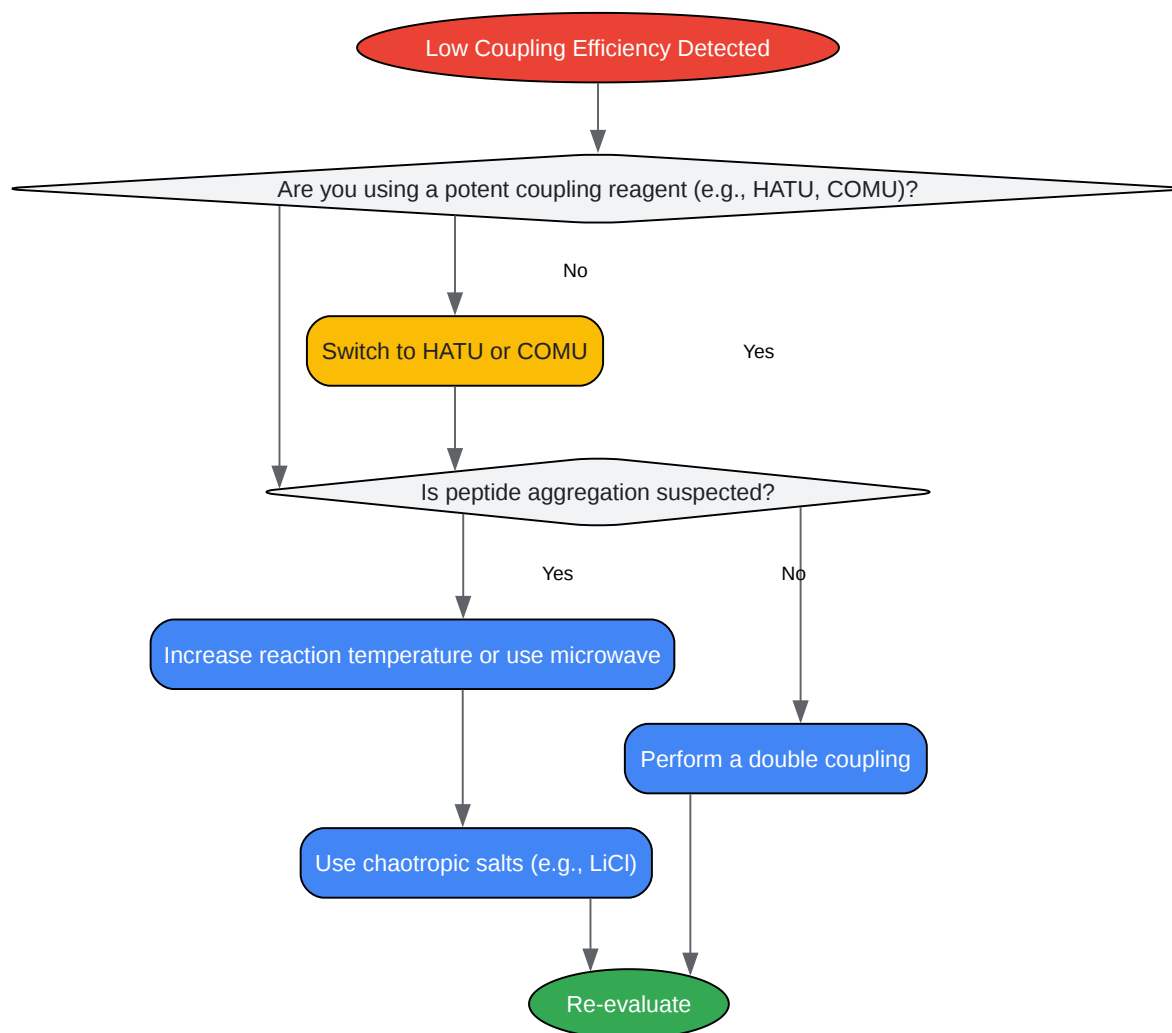 Low Coupling Efficiency Detected
Are you using a potent coupling reagent (e.g., HATU, COMU)?
No
Switch to HATU or COMU
Yes
Is peptide aggregation suspected?
Yes
No
Increase reaction temperature or use microwave
Perform a double coupling
Use chaotropic salts (e.g., LiCl)
Re-evaluate